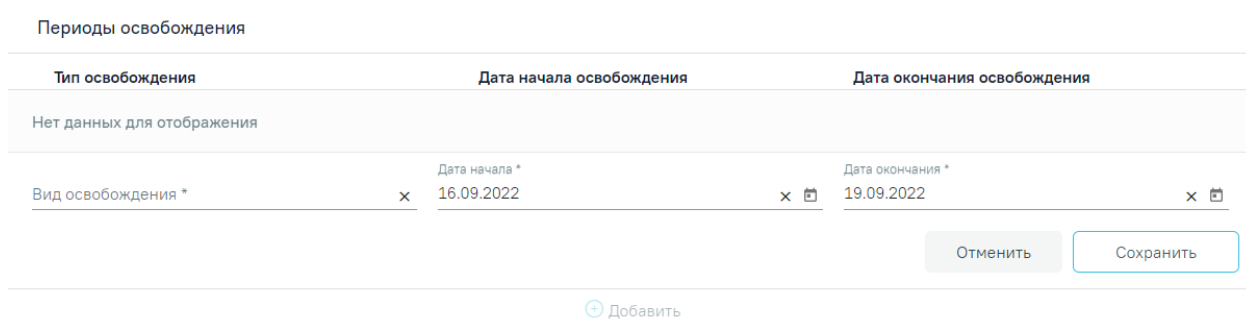 Периоды освобождения
Тип освобождения Дата начала освобождения Дата окончания освобождения
Нет данных для отображения
Дата начала * Дата окончания *
Вид освобождения * 16.09.2022 19.09.2022
Отменить Сохранить
Добавить